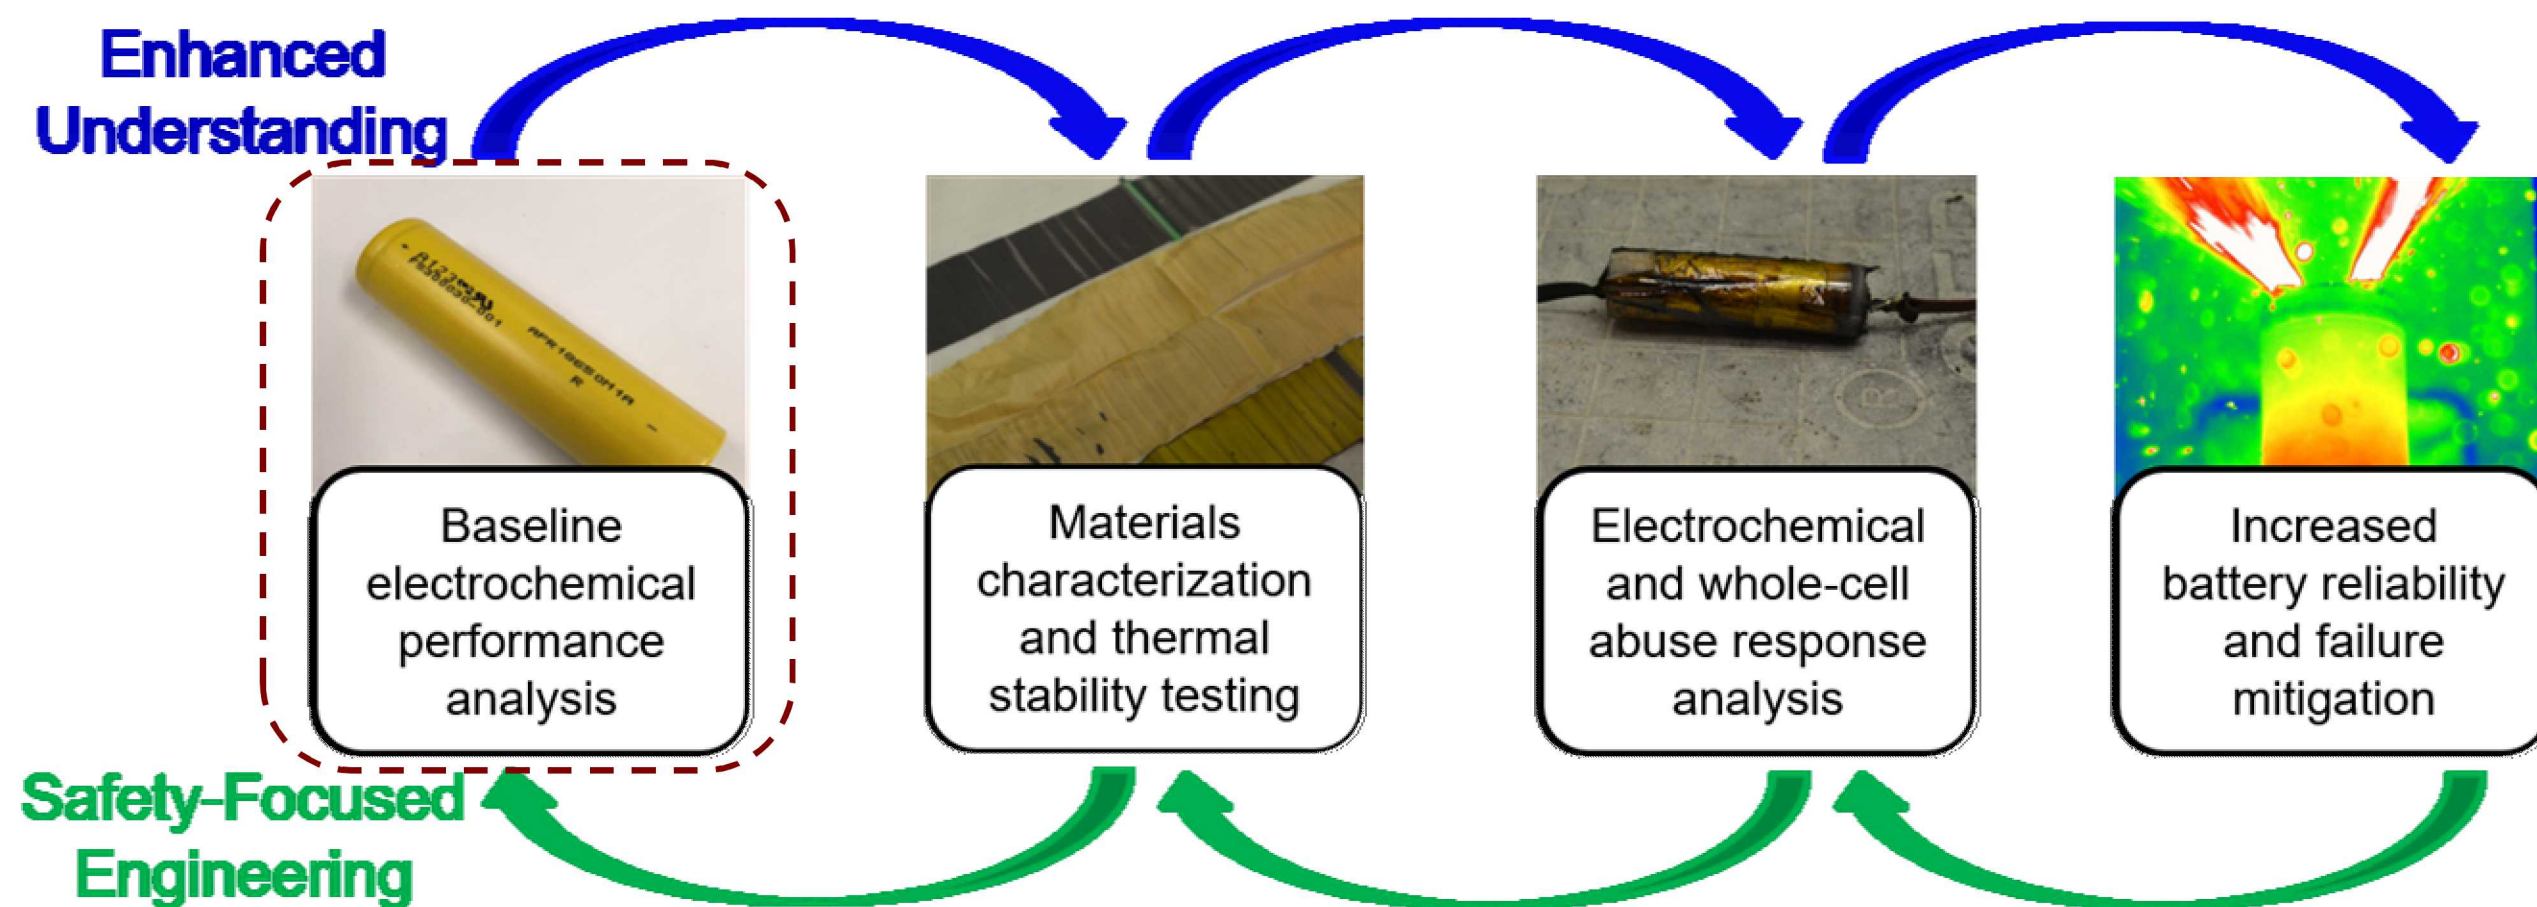 Enhanced
Understanding
APR18650M1A
R
Baseline
electrochemical
performance
analysis
Materials
characterization
and thermal
stability testing
R
Electrochemical
and whole-cell
abuse response
analysis
Increased
battery reliability
and failure
mitigation
Safety-Focused
Engineering